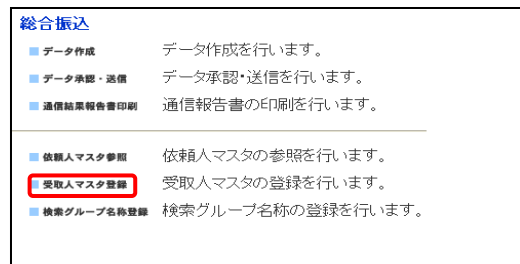 総合振込
データ作成 データ作成を行います。
データ承認・送信 データ承認・送信を行います。
通信結果報告書印刷 通信報告書の印刷を行います。
依頼人マスタ参照 依頼人マスタの参照を行います。
受取人マスタ登録 受取人マスタの登録を行います。
検索グループ名称登録 検索グループ名称の登録を行います。